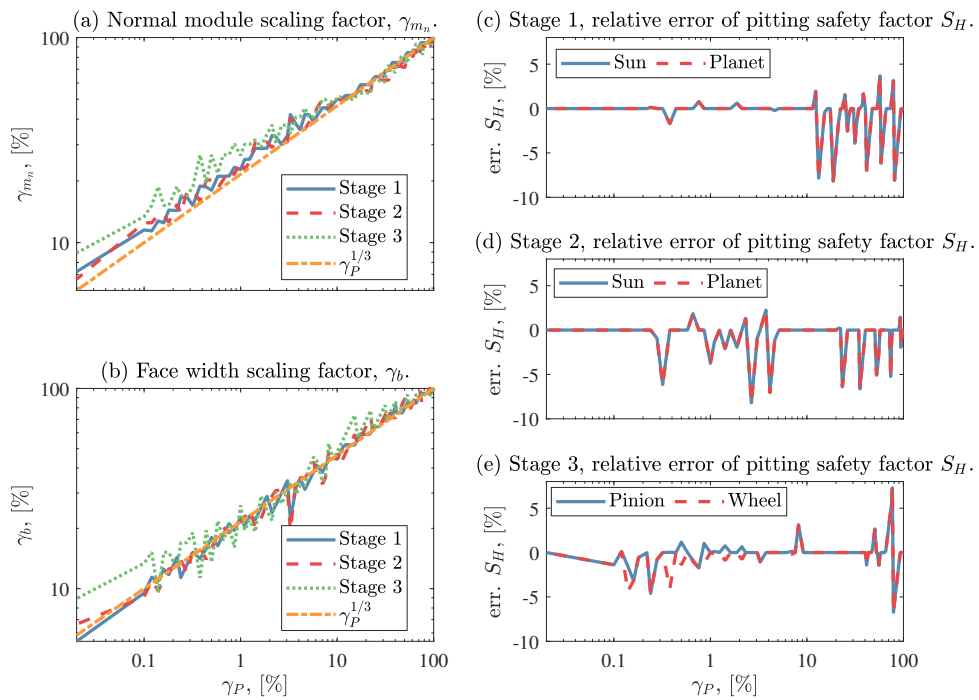 (a) Normal module scaling factor, γ_{m_n}.
100
10
γ_{m_n}, [%]
Stage 1
Stage 2
Stage 3
γ_P^{1/3}
(b) Face width scaling factor, γ_b.
100
10
γ_b, [%]
Stage 1
Stage 2
Stage 3
γ_P^{1/3}
0.1 1 10 100
γ_P, [%]
(c) Stage 1, relative error of pitting safety factor S_H.
Sun Planet
5
0
-5
-10
err. S_H, [%]
(d) Stage 2, relative error of pitting safety factor S_H.
Sun Planet
5
0
-5
-10
err. S_H, [%]
(e) Stage 3, relative error of pitting safety factor S_H.
Pinion Wheel
5
0
-5
-10
err. S_H, [%]
0.1 1 10 100
γ_P, [%]